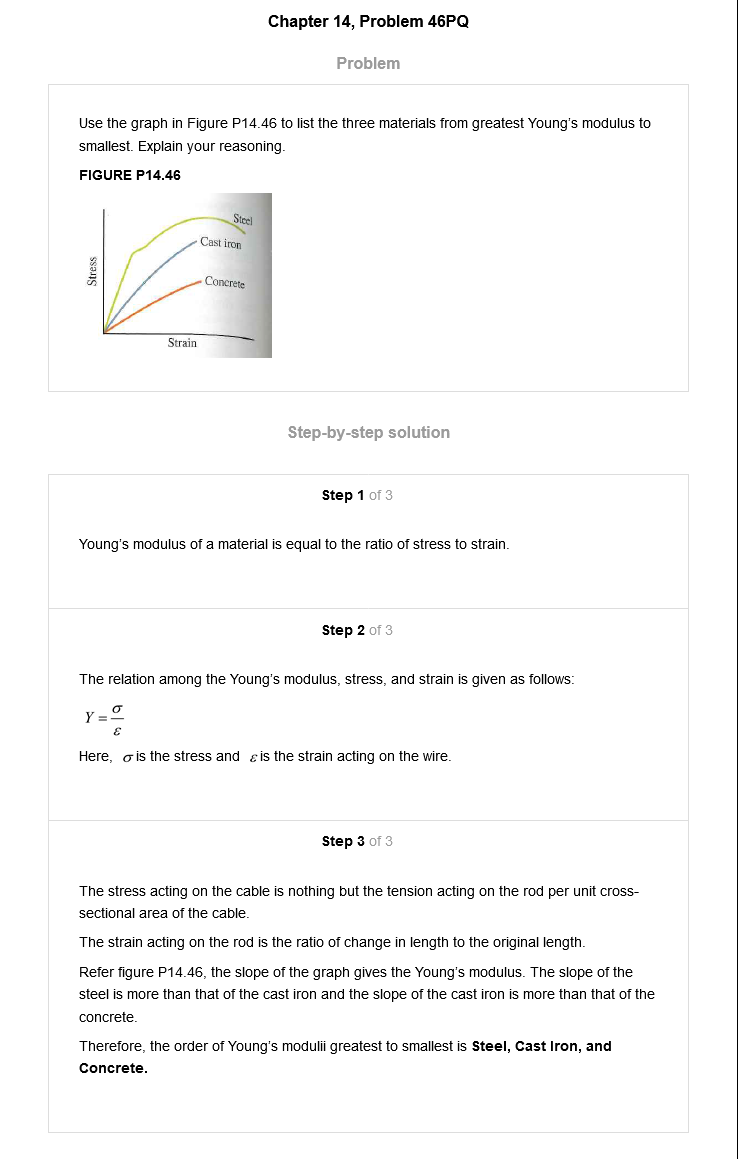 Chapter 14, Problem 46PQ
Problem
Use the graph in Figure P14.46 to list the three materials from greatest Young's modulus to
smallest. Explain your reasoning.
FIGURE P14.46
Steel
Cast iron
Concrete
Stress
Strain
Step-by-step solution
Step 1 of 3
Young's modulus of a material is equal to the ratio of stress to strain.
Step 2 of 3
The relation among the Young's modulus, stress, and strain is given as follows:
Y = σ/ε
Here, σ is the stress and ε is the strain acting on the wire.
Step 3 of 3
The stress acting on the cable is nothing but the tension acting on the rod per unit cross-
sectional area of the cable.
The strain acting on the rod is the ratio of change in length to the original length.
Refer figure P14.46, the slope of the graph gives the Young's modulus. The slope of the
steel is more than that of the cast iron and the slope of the cast iron is more than that of the
concrete.
Therefore, the order of Young's modulii greatest to smallest is Steel, Cast Iron, and
Concrete.